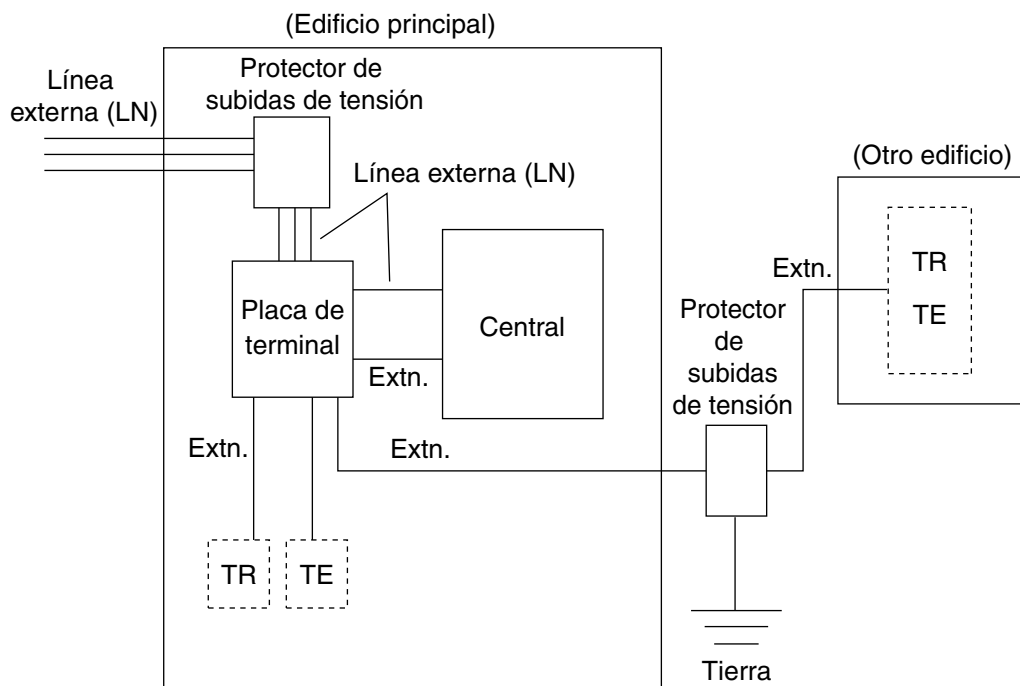 (Edificio principal)
Línea
externa (LN)
Protector de
subidas de tensión
Línea externa (LN)
(Otro edificio)
Placa de
terminal
Central
Extn.
Extn.
TR
TE
Protector
de
subidas
de tensión
Extn.
Extn.
TR
TE
Tierra